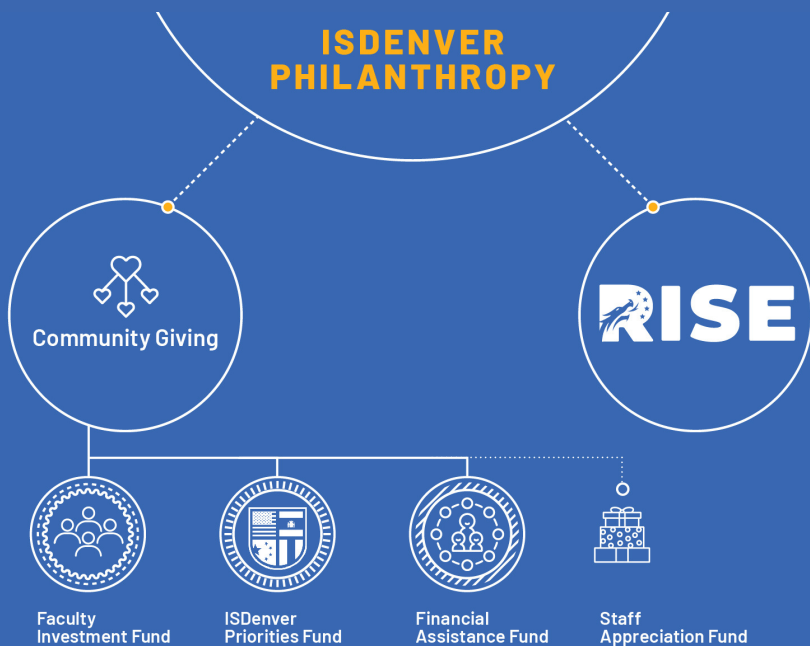 ISDENVER
PHILANTHROPY
Community Giving
RISE
Faculty
Investment Fund
ISDenver
Priorities Fund
Financial
Assistance Fund
Staff
Appreciation Fund